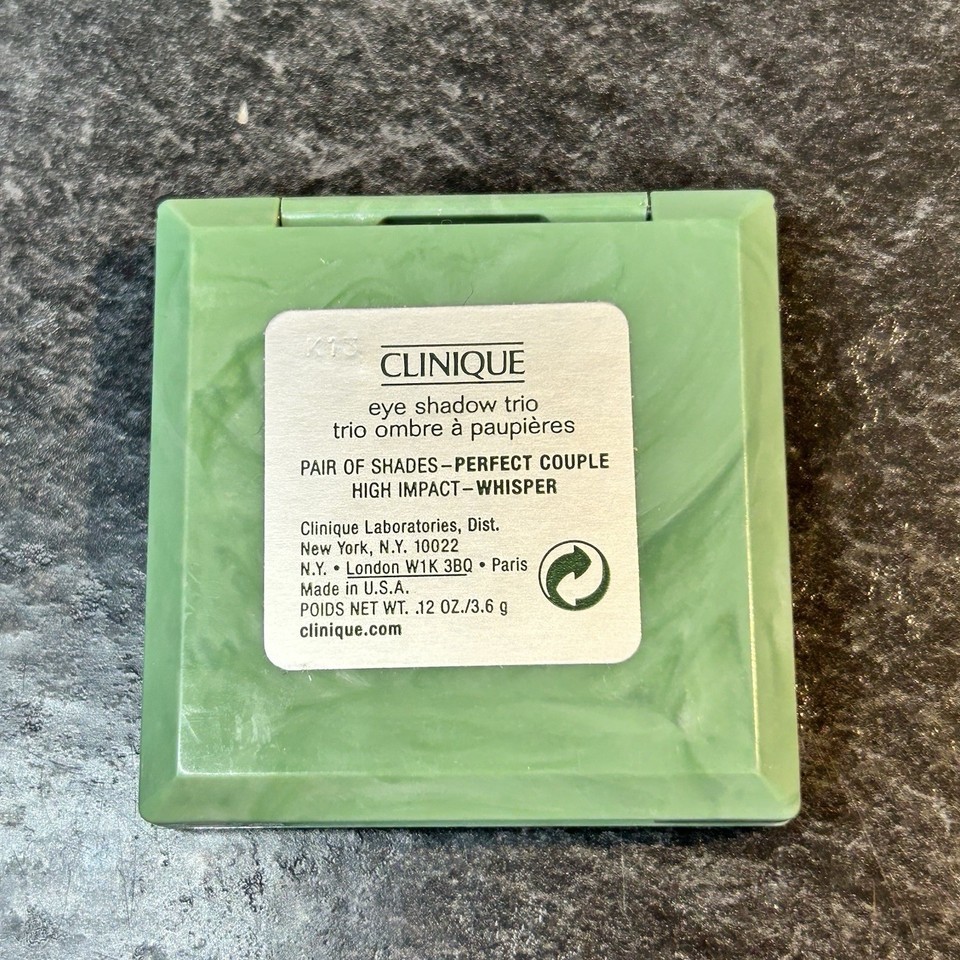 CLINIQUE
eye shadow trio
trio ombre à paupières
PAIR OF SHADES–PERFECT COUPLE
HIGH IMPACT–WHISPER
Clinique Laboratories, Dist.
New York, N.Y. 10022
N.Y. • London W1K 3BQ • Paris
Made in U.S.A.
POIDS NET WT. .12 OZ./3.6 g
clinique.com